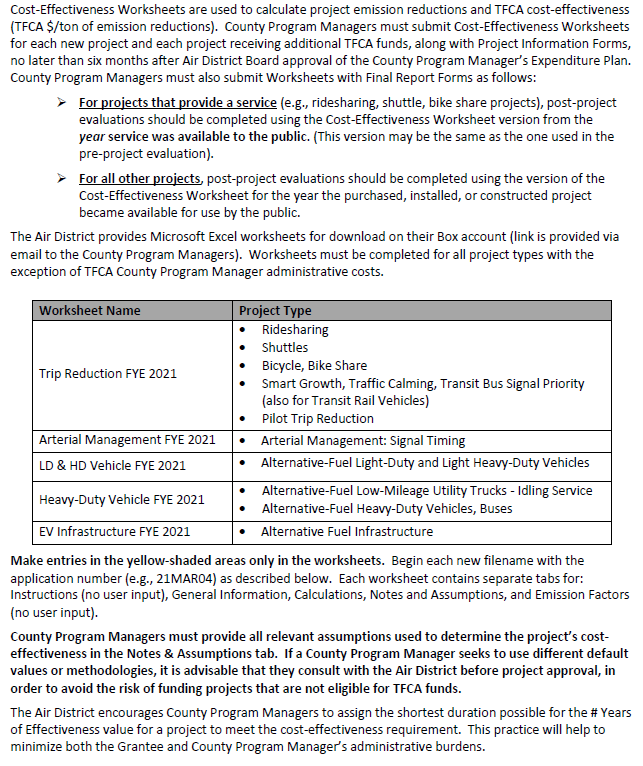 Cost-Effectiveness Worksheets are used to calculate project emission reductions and TFCA cost-effectiveness
(TFCA $/ton of emission reductions).  County Program Managers must submit Cost-Effectiveness Worksheets
for each new project and each project receiving additional TFCA funds, along with Project Information Forms,
no later than six months after Air District Board approval of the County Program Manager's Expenditure Plan.
County Program Managers must also submit Worksheets with Final Report Forms as follows:
➢ For projects that provide a service (e.g., ridesharing, shuttle, bike share projects), post-project
evaluations should be completed using the Cost-Effectiveness Worksheet version from the
year service was available to the public. (This version may be the same as the one used in the
pre-project evaluation).
➢ For all other projects, post-project evaluations should be completed using the version of the
Cost-Effectiveness Worksheet for the year the purchased, installed, or constructed project
became available for use by the public.
The Air District provides Microsoft Excel worksheets for download on their Box account (link is provided via
email to the County Program Managers).  Worksheets must be completed for all project types with the
exception of TFCA County Program Manager administrative costs.
Worksheet Name Project Type
Trip Reduction FYE 2021
• Ridesharing
• Shuttles
• Bicycle, Bike Share
• Smart Growth, Traffic Calming, Transit Bus Signal Priority
(also for Transit Rail Vehicles)
• Pilot Trip Reduction
Arterial Management FYE 2021 • Arterial Management: Signal Timing
LD & HD Vehicle FYE 2021 • Alternative-Fuel Light-Duty and Light Heavy-Duty Vehicles
Heavy-Duty Vehicle FYE 2021
• Alternative-Fuel Low-Mileage Utility Trucks - Idling Service
• Alternative-Fuel Heavy-Duty Vehicles, Buses
EV Infrastructure FYE 2021 • Alternative Fuel Infrastructure
Make entries in the yellow-shaded areas only in the worksheets.  Begin each new filename with the
application number (e.g., 21MAR04) as described below.  Each worksheet contains separate tabs for:
Instructions (no user input), General Information, Calculations, Notes and Assumptions, and Emission Factors
(no user input).
County Program Managers must provide all relevant assumptions used to determine the project's cost-
effectiveness in the Notes & Assumptions tab.  If a County Program Manager seeks to use different default
values or methodologies, it is advisable that they consult with the Air District before project approval, in
order to avoid the risk of funding projects that are not eligible for TFCA funds.
The Air District encourages County Program Managers to assign the shortest duration possible for the # Years
of Effectiveness value for a project to meet the cost-effectiveness requirement.  This practice will help to
minimize both the Grantee and County Program Manager's administrative burdens.